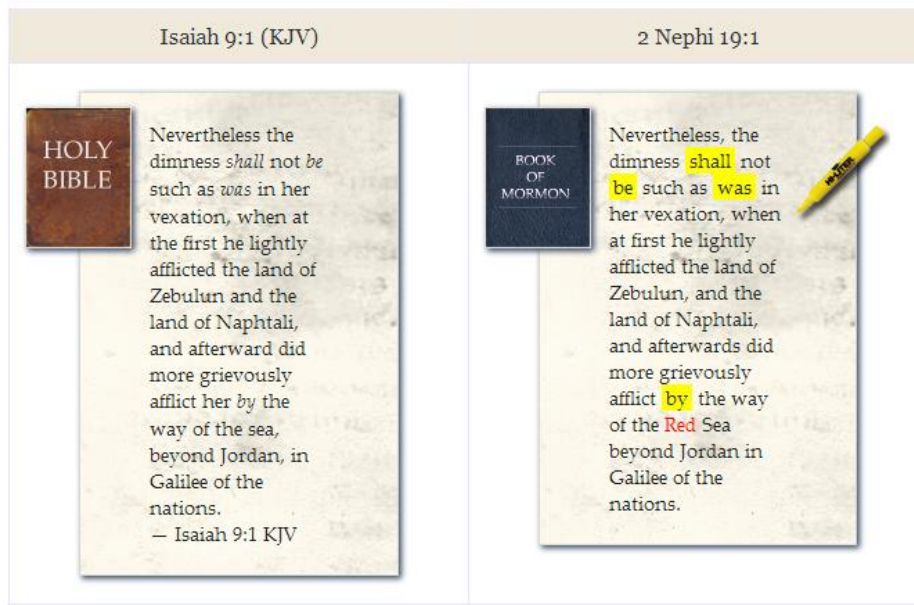 Isaiah 9:1 (KJV)
HOLY
BIBLE
Nevertheless the
dimness shall not be
such as was in her
vexation, when at
the first he lightly
afflicted the land of
Zebulun and the
land of Naphtali,
and afterward did
more grievously
afflict her by the
way of the sea,
beyond Jordan, in
Galilee of the
nations.
— Isaiah 9:1 KJV
2 Nephi 19:1
BOOK
OF
MORMON
Nevertheless, the
dimness shall not
be such as was in
her vexation, when
at first he lightly
afflicted the land of
Zebulun, and the
land of Naphtali,
and afterwards did
more grievously
afflict by the way
of the Red Sea
beyond Jordan in
Galilee of the
nations.